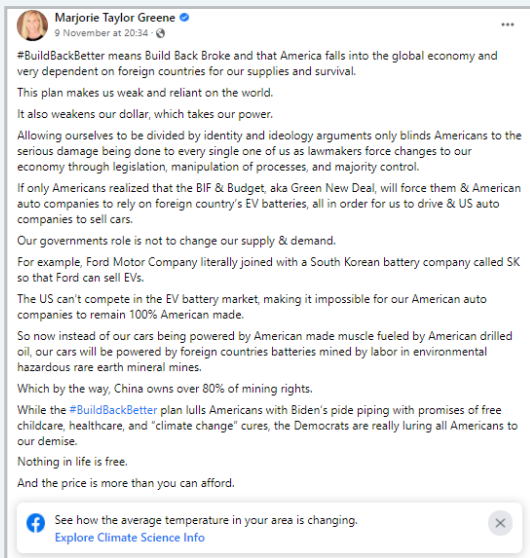 Marjorie Taylor Greene
9 November at 20:34 ·
#BuildBackBetter means Build Back Broke and that America falls into the global economy and
very dependent on foreign countries for our supplies and survival.
This plan makes us weak and reliant on the world.
It also weakens our dollar, which takes our power.
Allowing ourselves to be divided by identity and ideology arguments only blinds Americans to the
serious damage being done to every single one of us as lawmakers force changes to our
economy through legislation, manipulation of processes, and majority control.
If only Americans realized that the BIF & Budget, aka Green New Deal, will force them & American
auto companies to rely on foreign country's EV batteries, all in order for us to drive & US auto
companies to sell cars.
Our governments role is not to change our supply & demand.
For example, Ford Motor Company literally joined with a South Korean battery company called SK
so that Ford can sell EVs.
The US can't compete in the EV battery market, making it impossible for our American auto
companies to remain 100% American made.
So now instead of our cars being powered by American made muscle fueled by American drilled
oil, our cars will be powered by foreign countries batteries mined by labor in environmental
hazardous rare earth mineral mines.
Which by the way, China owns over 80% of mining rights.
While the #BuildBackBetter plan lulls Americans with Biden's pide piping with promises of free
childcare, healthcare, and "climate change" cures, the Democrats are really luring all Americans to
our demise.
Nothing in life is free.
And the price is more than you can afford.
See how the average temperature in your area is changing.
Explore Climate Science Info